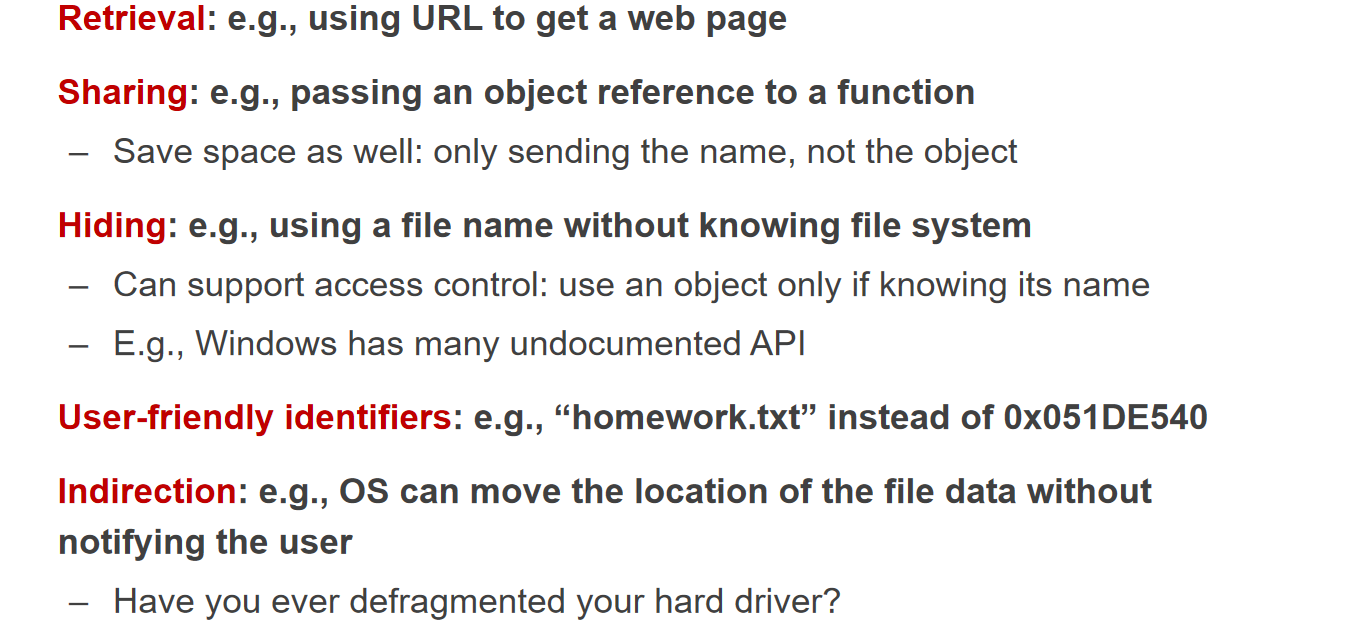 Retrieval: e.g., using URL to get a web page
Sharing: e.g., passing an object reference to a function
– Save space as well: only sending the name, not the object
Hiding: e.g., using a file name without knowing file system
– Can support access control: use an object only if knowing its name
– E.g., Windows has many undocumented API
User-friendly identifiers: e.g., “homework.txt” instead of 0x051DE540
Indirection: e.g., OS can move the location of the file data without
notifying the user
– Have you ever defragmented your hard driver?